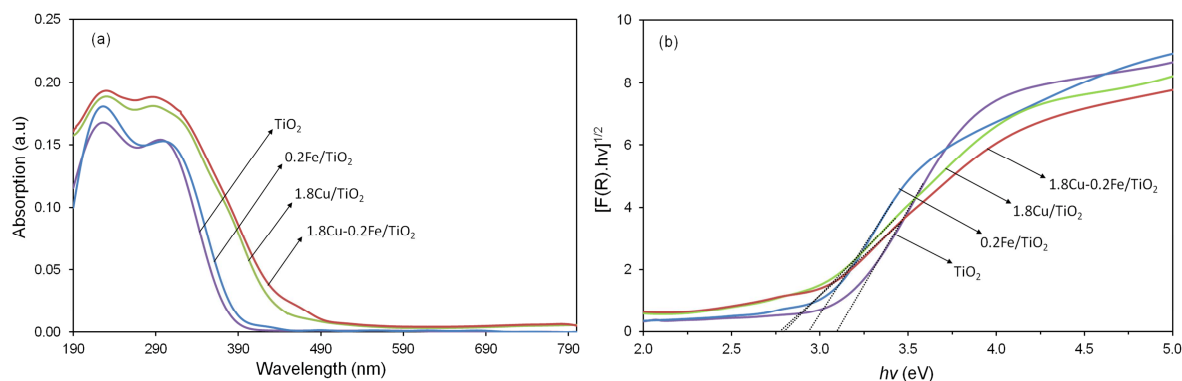 (a)
Absorption (a.u)
0.25
0.20
0.15
0.10
0.05
0.00
TiO₂
0.2Fe/TiO₂
1.8Cu/TiO₂
1.8Cu-0.2Fe/TiO₂
190 290 390 490 590 690 790
Wavelength (nm)
(b)
[F(R).hv]¹/²
10
8
6
4
2
0
1.8Cu-0.2Fe/TiO₂
1.8Cu/TiO₂
0.2Fe/TiO₂
TiO₂
2.0 2.5 3.0 3.5 4.0 4.5 5.0
hv (eV)